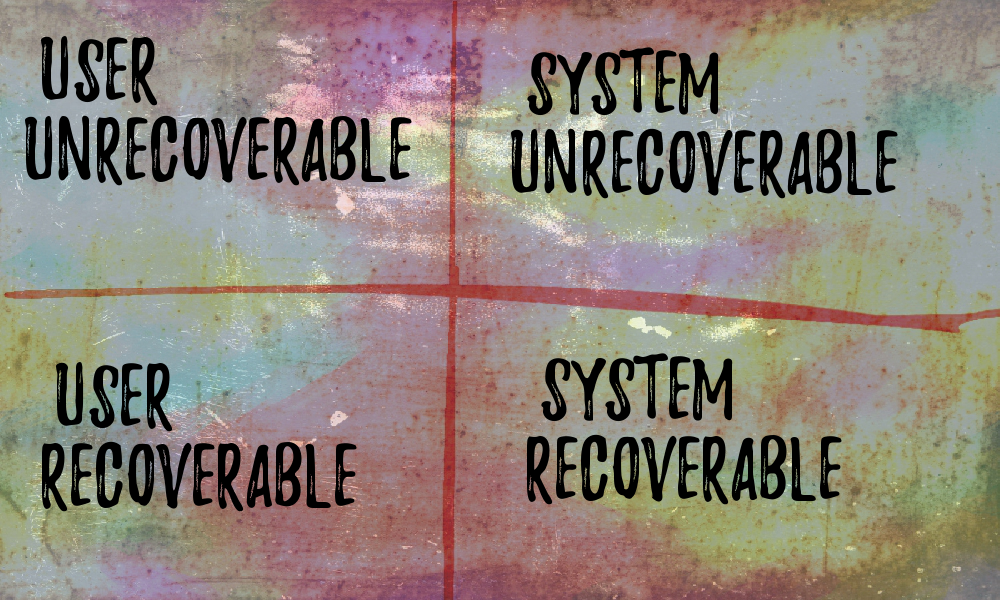 USER
UNRECOVERABLE
SYSTEM
UNRECOVERABLE
USER
RECOVERABLE
SYSTEM
RECOVERABLE